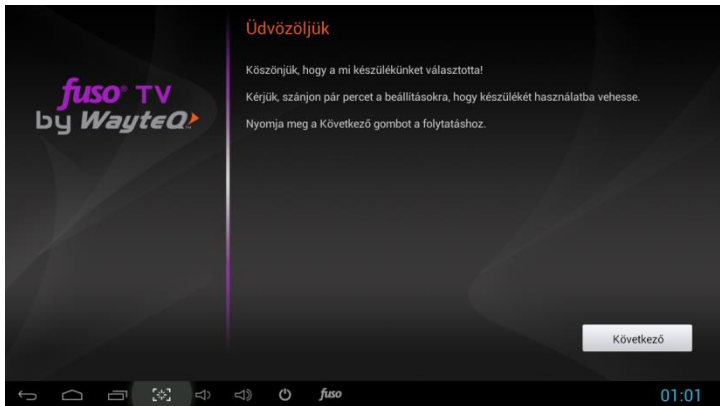 Üdvözöljük
fuso® TV
by WayteQ
Köszönjük, hogy a mi készülékünket választotta!
Kérjük, szánjon pár percet a beállításokra, hogy készülékét használatba vehesse.
Nyomja meg a Következő gombot a folytatáshoz.
Következő
fuso
01:01